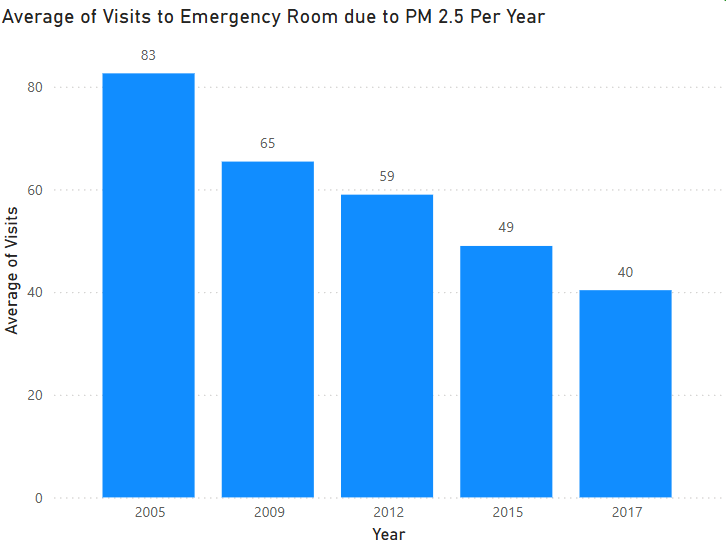 Average of Visits to Emergency Room due to PM 2.5 Per Year
83
80
65
59
60
49
40
40
20
0
2005 2009 2012 2015 2017
Average of Visits
Year